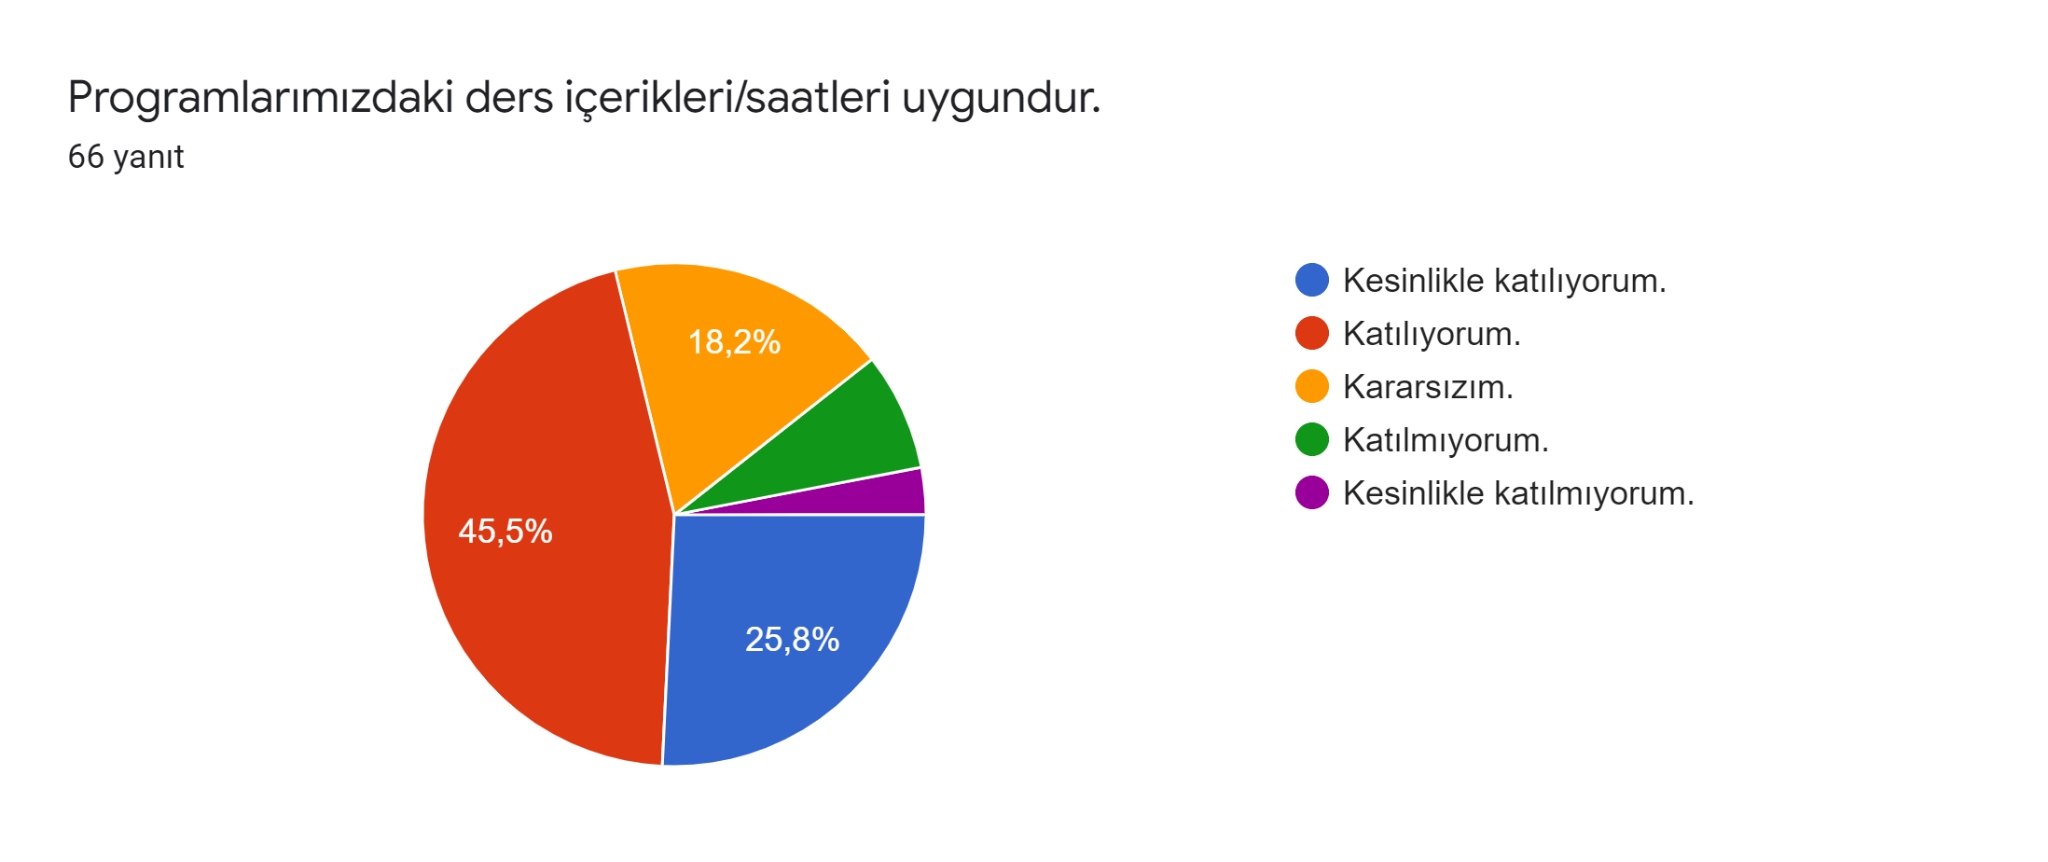 Programlarımızdaki ders içerikleri/saatleri uygundur.
66 yanıt
18,2%
45,5%
25,8%
Kesinlikle katılıyorum.
Katılıyorum.
Kararsızım.
Katılmıyorum.
Kesinlikle katılmıyorum.